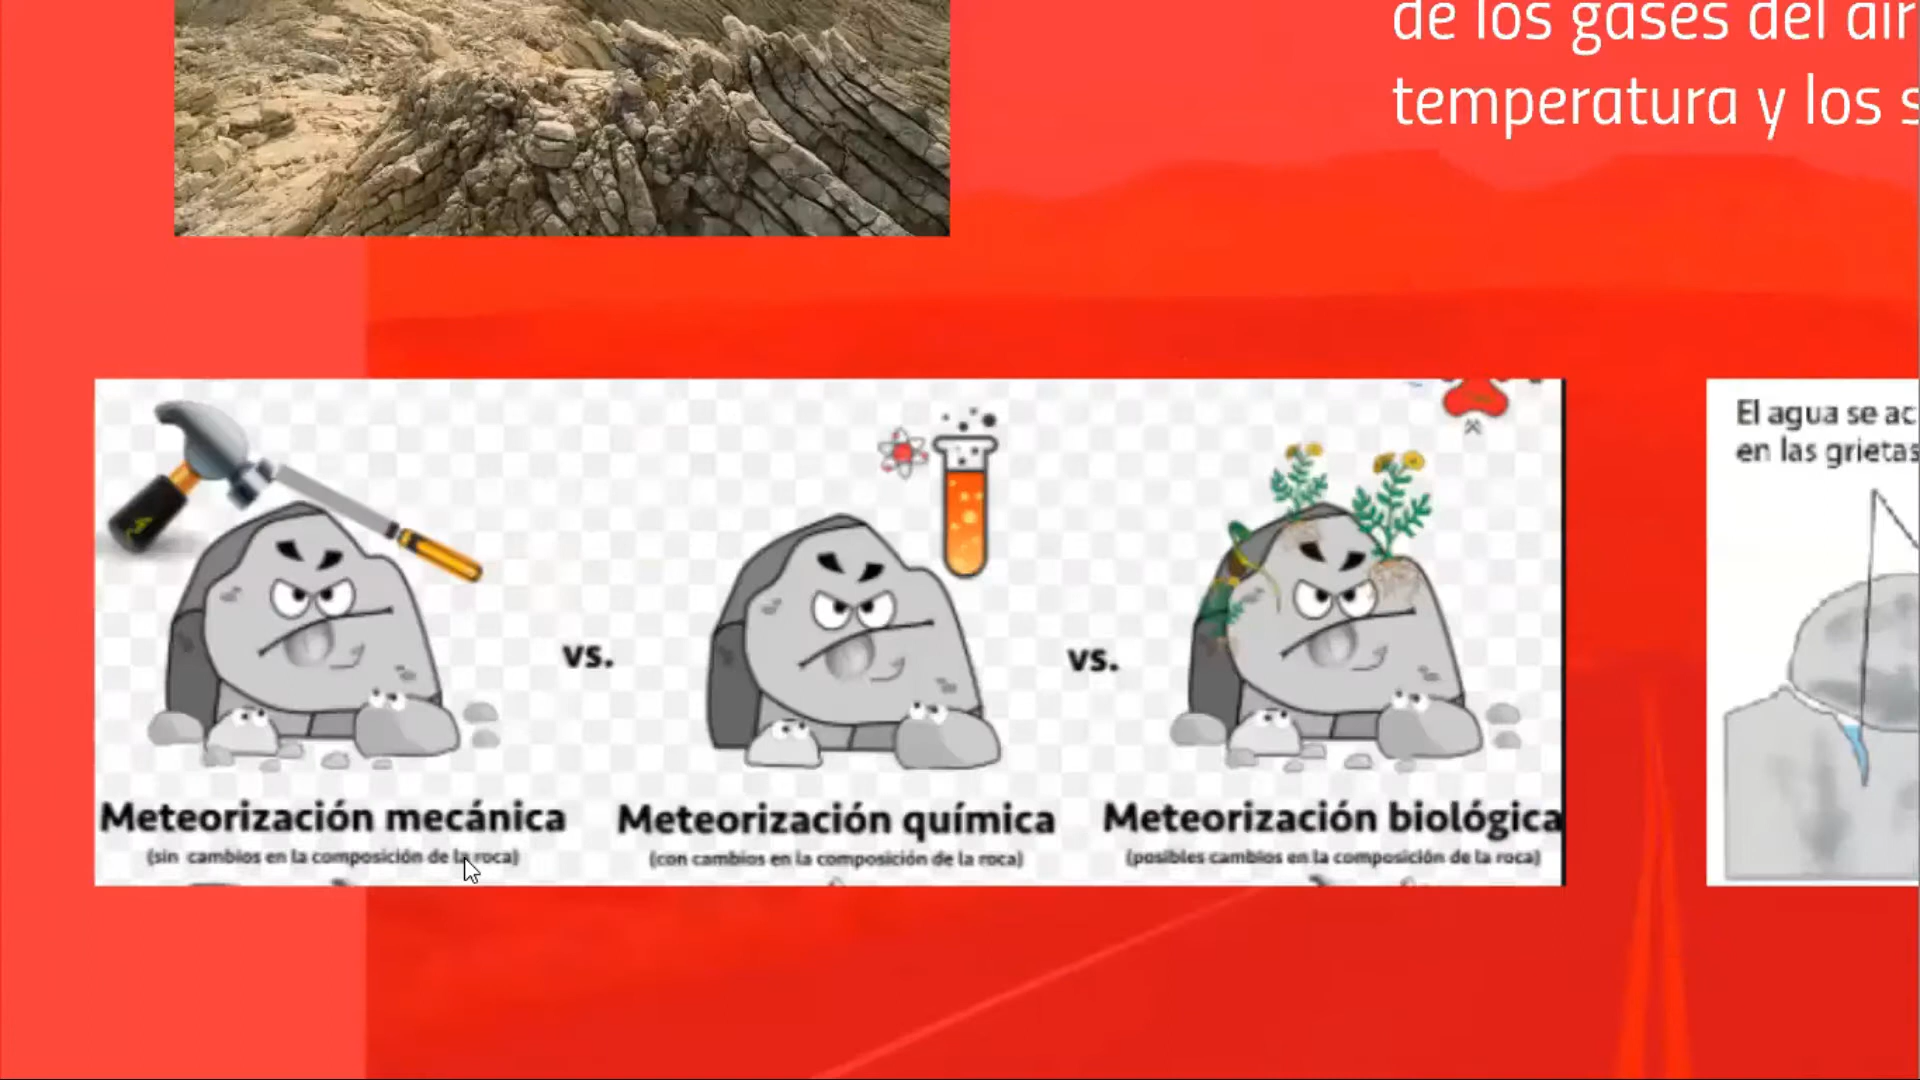 de los gases del air
temperatura y los s
El agua se ac
en las grietas
vs.
vs.
Meteorización mecánica
(sin cambios en la composición de la roca)
Meteorización química
(con cambios en la composición de la roca)
Meteorización biológica
(posibles cambios en la composición de la roca)